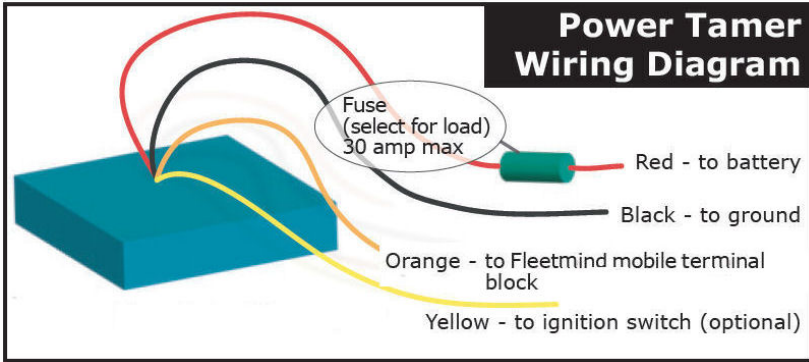 Power Tamer
Wiring Diagram
Fuse
(select for load)
30 amp max
Red - to battery
Black - to ground
Orange - to Fleetmind mobile terminal
block
Yellow - to ignition switch (optional)